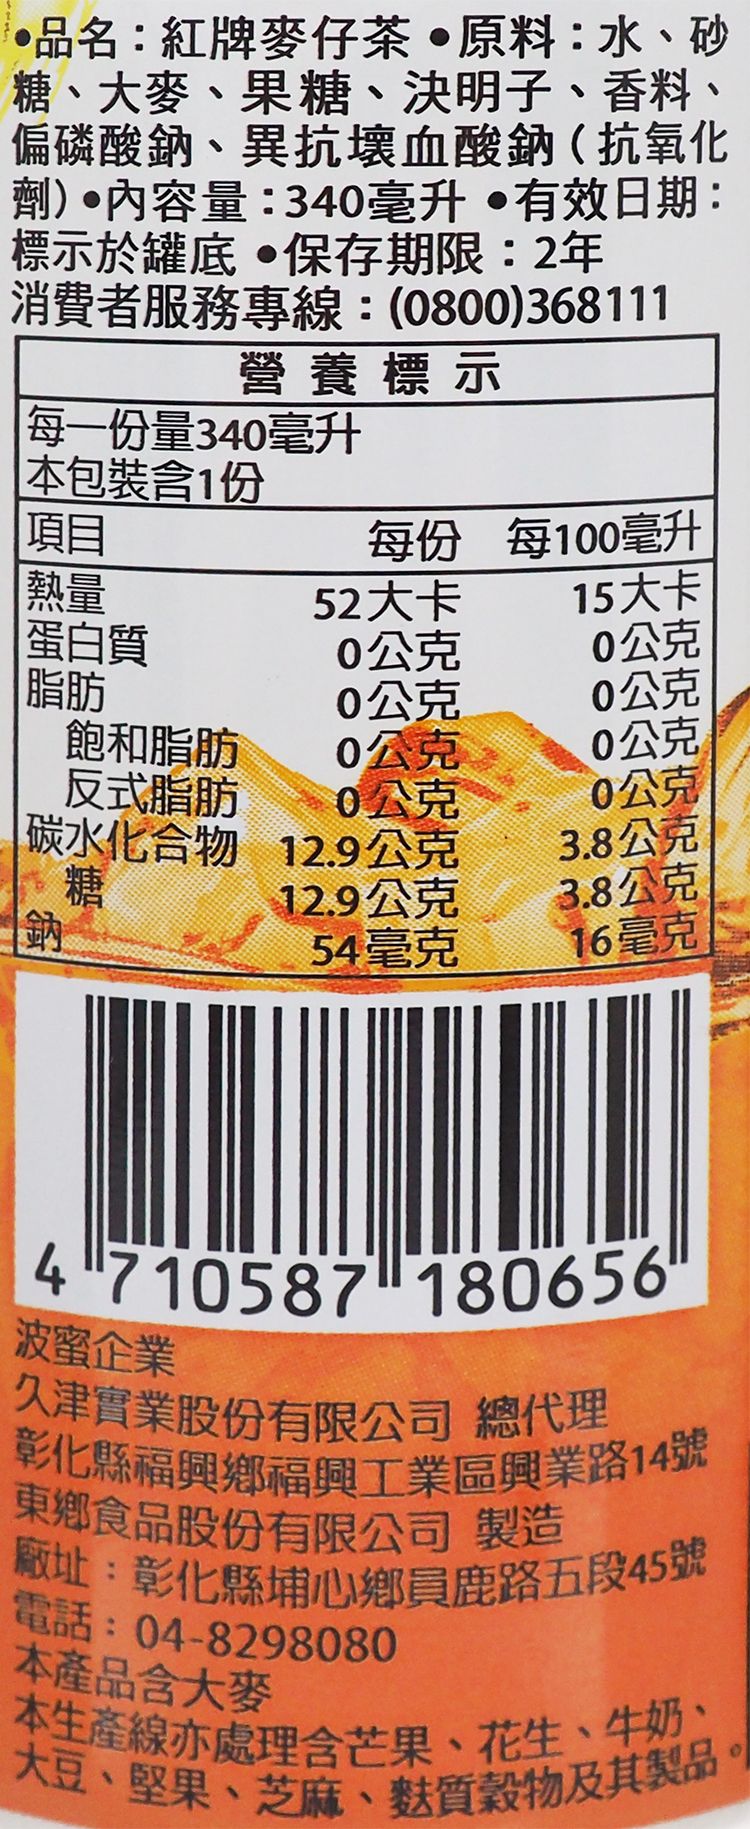 •品名：紅牌麥仔茶 •原料：水、砂
糖、大麥、果糖、決明子、香料、
偏磷酸鈉、異抗壞血酸鈉（抗氧化
劑）•內容量：340毫升 •有效日期：
標示於罐底 •保存期限：2年
消費者服務專線：(0800)368111
營養標示
每一份量340毫升
本包裝含1份
項目 每份 每100毫升
熱量 52大卡 15大卡
蛋白質 0公克 0公克
脂肪 0公克 0公克
飽和脂肪 0公克 0公克
反式脂肪 0公克 0公克
碳水化合物 12.9公克 3.8公克
糖 12.9公克 3.8公克
鈉 54毫克 16毫克
4 710587 180656
波蜜企業
久津實業股份有限公司 總代理
彰化縣福興鄉福興工業區興業路14號
東鄉食品股份有限公司 製造
廠址：彰化縣埔心鄉員鹿路五段45號
電話：04-8298080
本產品含大麥
本生產線亦處理含芒果、花生、牛奶、
大豆、堅果、芝麻、麩質穀物及其製品。